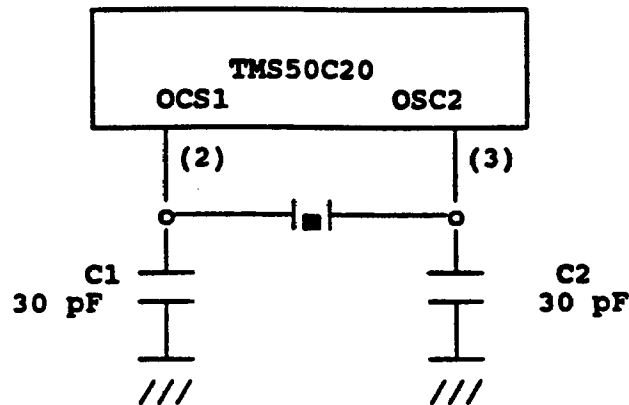 TMS50C20
OCS1 OSC2
(2) (3)
C1 C2
30 pF 30 pF